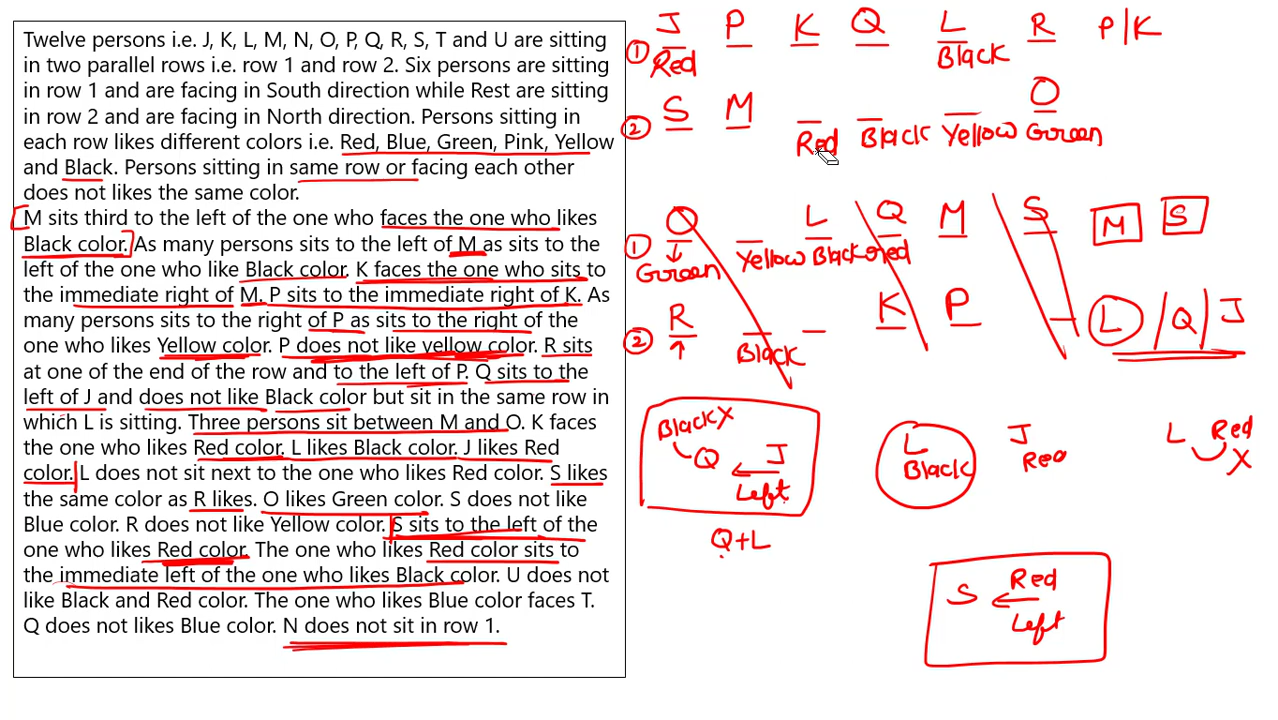 Twelve persons i.e. J, K, L, M, N, O, P, Q, R, S, T and U are sitting
in two parallel rows i.e. row 1 and row 2. Six persons are sitting
in row 1 and are facing in South direction while Rest are sitting
in row 2 and are facing in North direction. Persons sitting in
each row likes different colors i.e. Red, Blue, Green, Pink, Yellow
and Black. Persons sitting in same row or facing each other
does not likes the same color.
M sits third to the left of the one who faces the one who likes
Black color. As many persons sits to the left of M as sits to the
left of the one who like Black color. K faces the one who sits to
the immediate right of M. P sits to the immediate right of K. As
many persons sits to the right of P as sits to the right of the
one who likes Yellow color. P does not like yellow color. R sits
at one of the end of the row and to the left of P. Q sits to the
left of J and does not like Black color but sit in the same row in
which L is sitting. Three persons sit between M and O. K faces
the one who likes Red color. L likes Black color. J likes Red
color. L does not sit next to the one who likes Red color. S likes
the same color as R likes. O likes Green color. S does not like
Blue color. R does not like Yellow color. S sits to the left of the
one who likes Red color. The one who likes Red color sits to
the immediate left of the one who likes Black color. U does not
like Black and Red color. The one who likes Blue color faces T.
Q does not likes Blue color. N does not sit in row 1.
J P K Q L R P/K
1 Red Black
S M O
2 Red Black Yellow Green
O L Q M S M S
1 Green Yellow Black Red
R K P L/Q/J
2 Black
Black X
Q J
Left
Q+L
L
Black
J
Red
L Red
X
S Red
Left